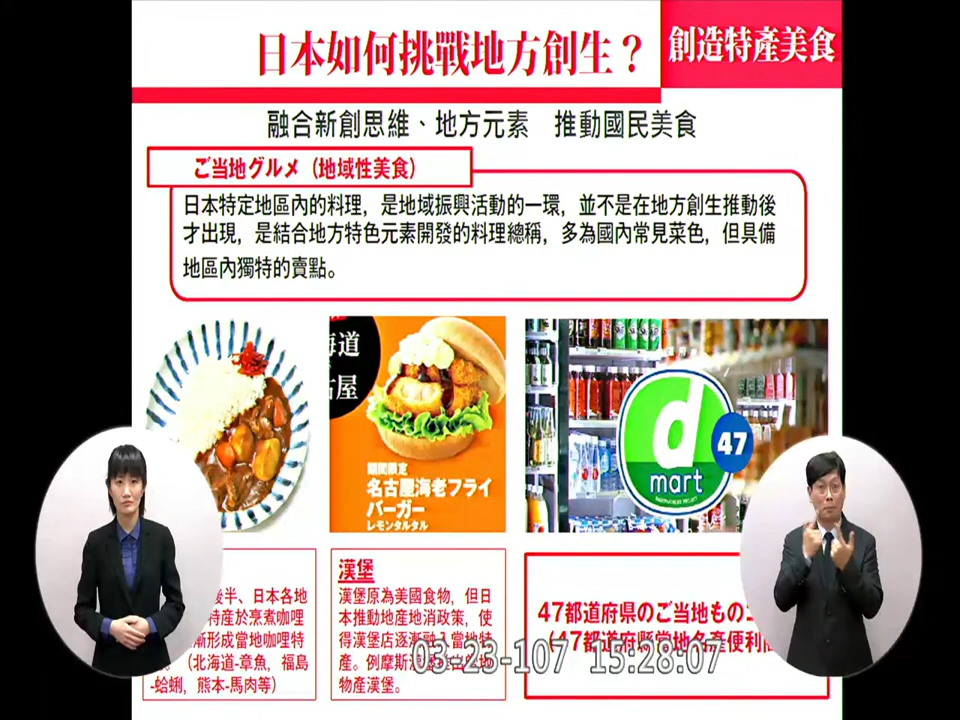 日本如何挑戰地方創生？
創造特產美食
融合新創思維、地方元素　推動國民美食
ご当地グルメ（地域性美食）
日本特定地區內的料理，是地域振興活動的一環，並不是在地方創生推動後
才出現，是結合地方特色元素開發的料理總稱，多為國內常見菜色，但具備
地區內獨特的賣點。
海道
古屋
期間限定
名古屋海老フライ
バーガー
レモンタルタル
d
47
mart
後半、日本各地
特產於烹煮咖哩
漸形成當地咖哩特
。（北海道-章魚，福島
-蛤蜊，熊本-馬肉等）
漢堡
漢堡原為美國食物，但日
本推動地產地消政策，使
得漢堡店逐漸融入當地特
產。例摩斯漢堡
物產漢堡。
47都道府県のご当地もの
（47都道府縣當地名產便利
03-23-107 15:28:07